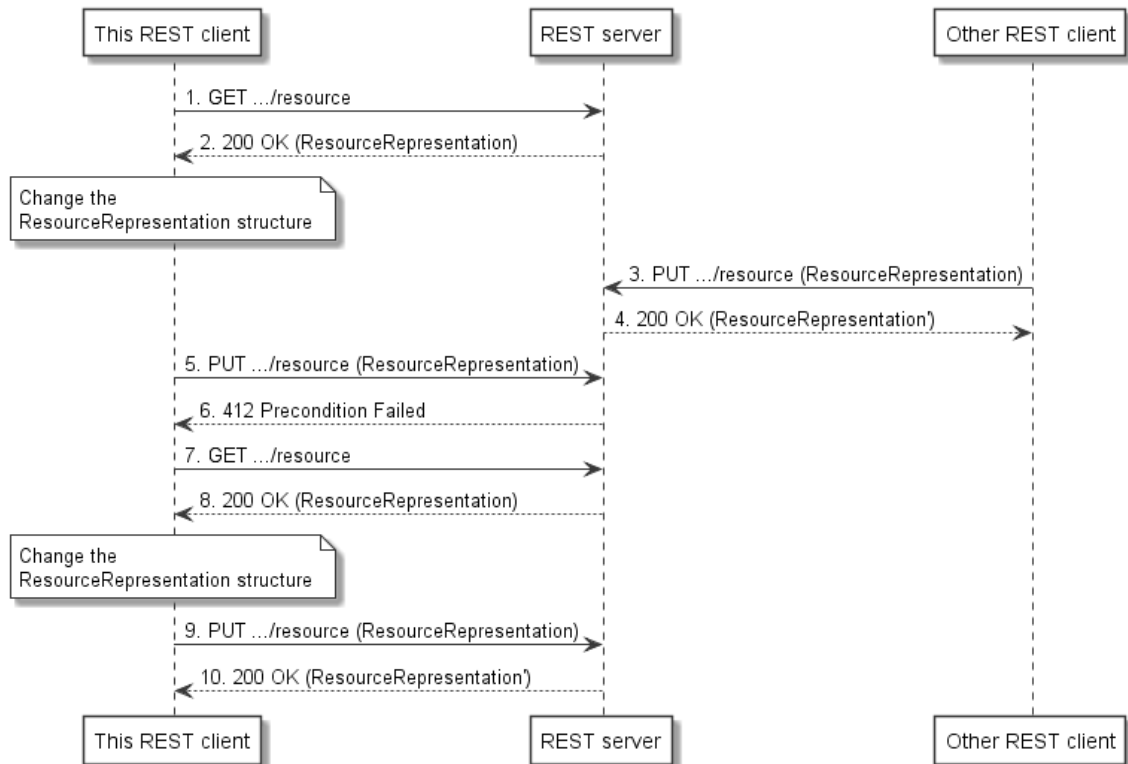 This REST client
REST server
Other REST client
1. GET .../resource
2. 200 OK (ResourceRepresentation)
Change the
ResourceRepresentation structure
3. PUT .../resource (ResourceRepresentation)
4. 200 OK (ResourceRepresentation')
5. PUT .../resource (ResourceRepresentation)
6. 412 Precondition Failed
7. GET .../resource
8. 200 OK (ResourceRepresentation)
Change the
ResourceRepresentation structure
9. PUT .../resource (ResourceRepresentation)
10. 200 OK (ResourceRepresentation')
This REST client
REST server
Other REST client